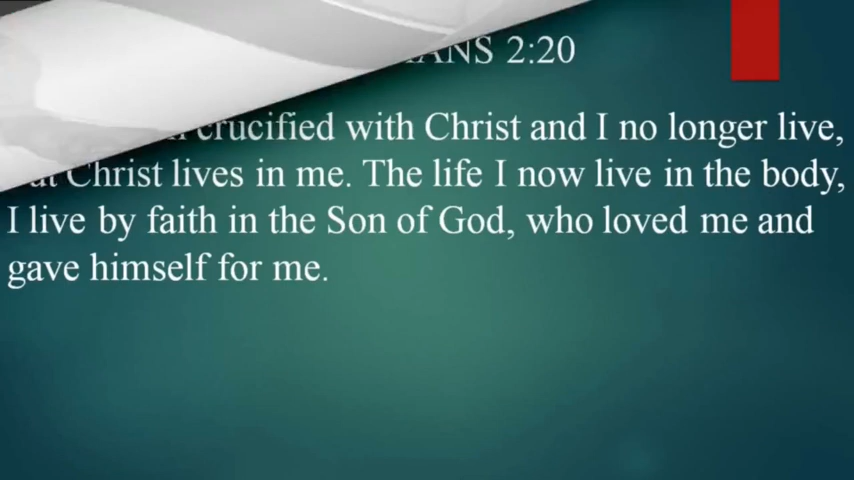 2:20
crucified with Christ and I no longer live,
Christ lives in me. The life I now live in the body,
I live by faith in the Son of God, who loved me and
gave himself for me.